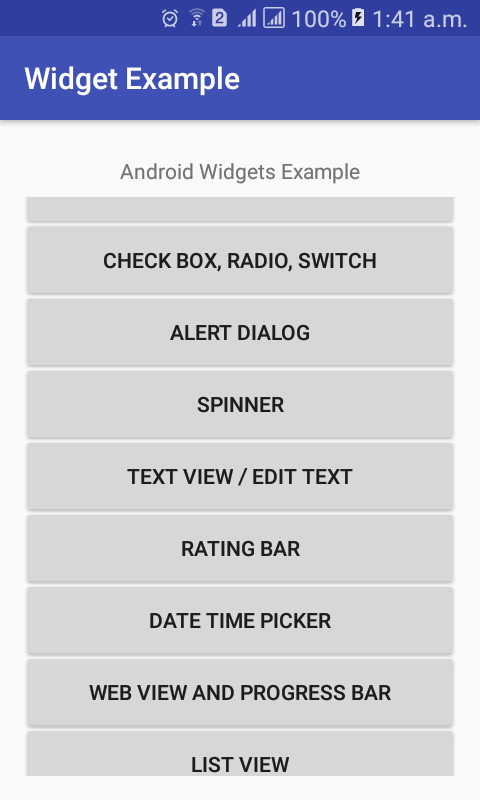 2 100% 1:41 a.m.
Widget Example
Android Widgets Example
CHECK BOX, RADIO, SWITCH
ALERT DIALOG
SPINNER
TEXT VIEW / EDIT TEXT
RATING BAR
DATE TIME PICKER
WEB VIEW AND PROGRESS BAR
LIST VIEW